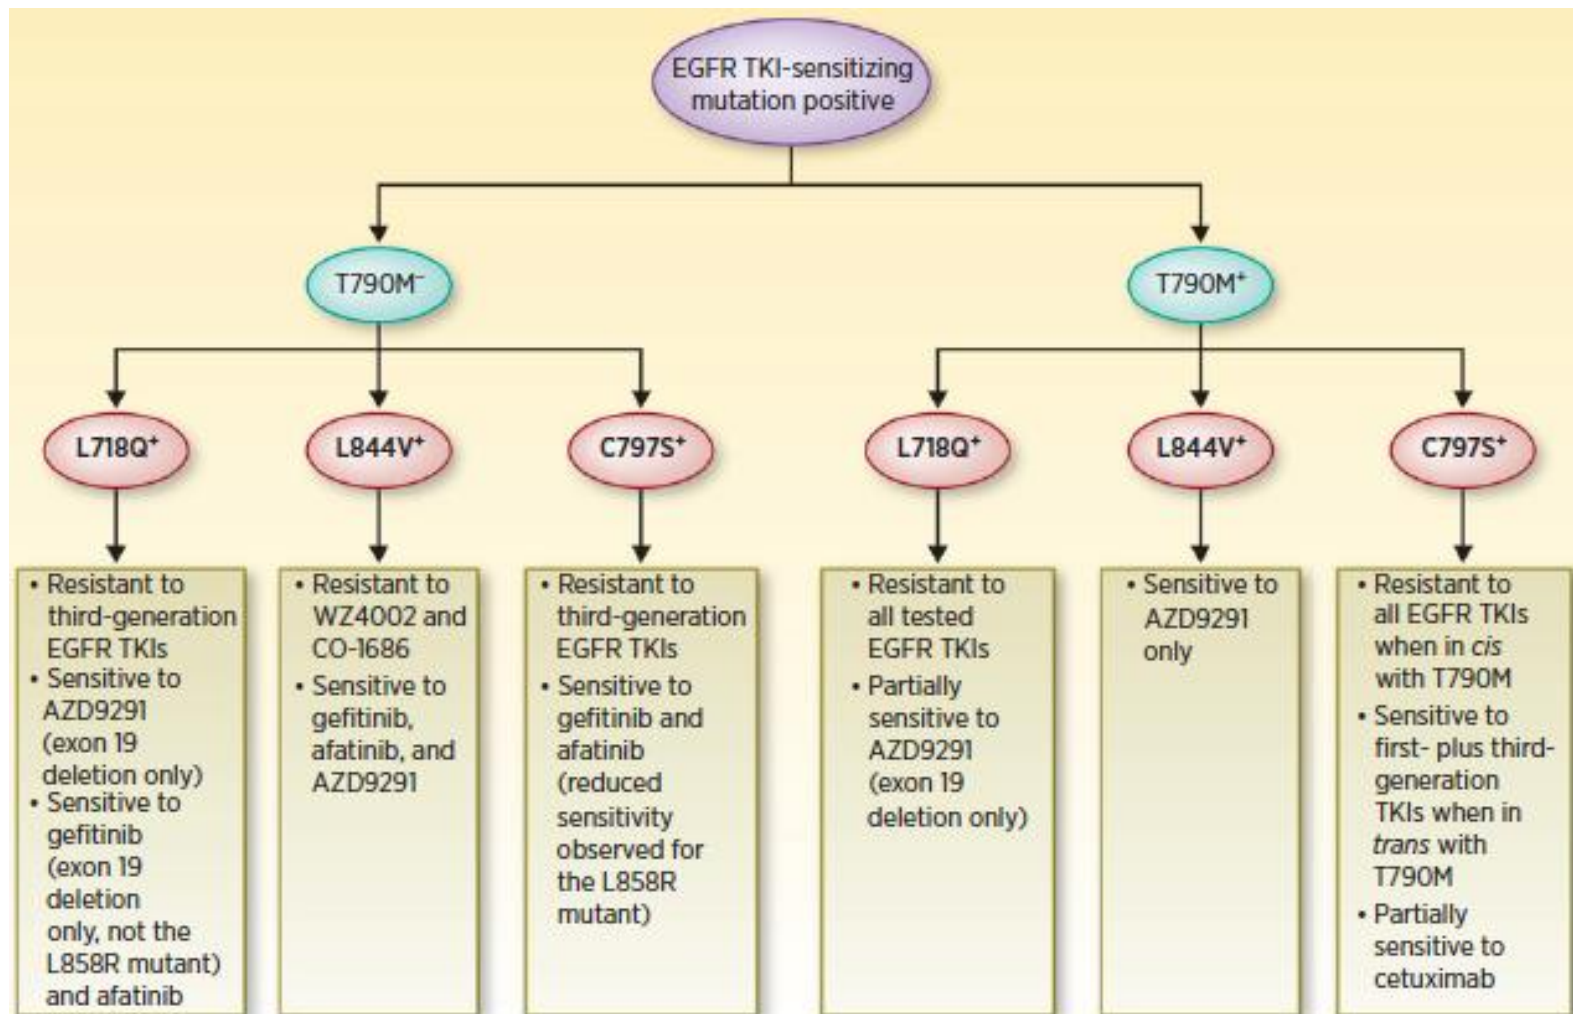 EGFR TKI-sensitizing
mutation positive
T790M⁻
T790M⁺
L718Q⁺
L844V⁺
C797S⁺
L718Q⁺
L844V⁺
C797S⁺
• Resistant to
third-generation
EGFR TKIs
• Sensitive to
AZD9291
(exon 19
deletion only)
• Sensitive to
gefitinib
(exon 19
deletion
only, not the
L858R mutant)
and afatinib
• Resistant to
WZ4002 and
CO-1686
• Sensitive to
gefitinib,
afatinib, and
AZD9291
• Resistant to
third-generation
EGFR TKIs
• Sensitive to
gefitinib and
afatinib
(reduced
sensitivity
observed for
the L858R
mutant)
• Resistant to
all tested
EGFR TKIs
• Partially
sensitive to
AZD9291
(exon 19
deletion only)
• Sensitive to
AZD9291
only
• Resistant to
all EGFR TKIs
when in cis
with T790M
• Sensitive to
first- plus third-
generation
TKIs when in
trans with
T790M
• Partially
sensitive to
cetuximab